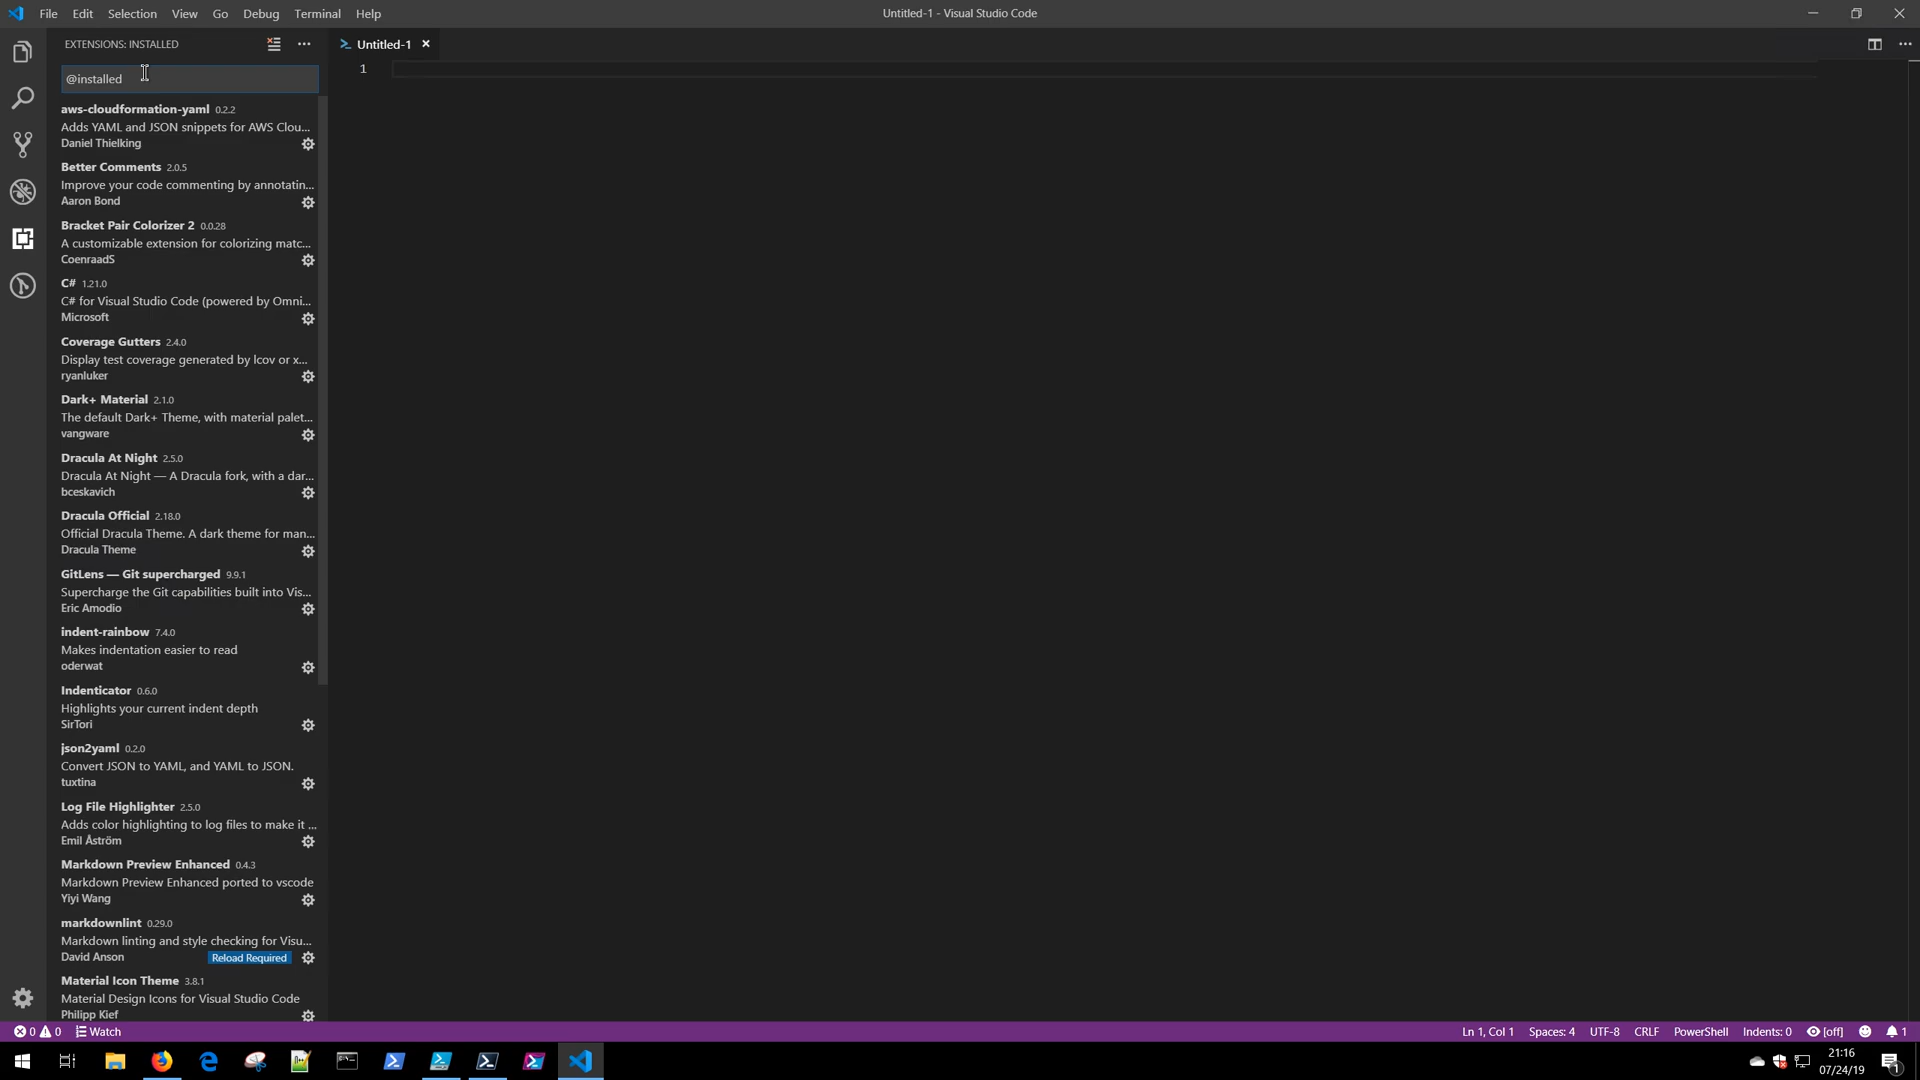 File Edit Selection View Go Debug Terminal Help
Untitled-1 - Visual Studio Code
EXTENSIONS: INSTALLED
Untitled-1
@installed
1
aws-cloudformation-yaml 0.2.2
Adds YAML and JSON snippets for AWS Clou...
Daniel Thielking
Better Comments 2.0.5
Improve your code commenting by annotatin...
Aaron Bond
Bracket Pair Colorizer 2 0.0.28
A customizable extension for colorizing matc...
CoenraadS
C# 1.21.0
C# for Visual Studio Code (powered by Omni...
Microsoft
Coverage Gutters 2.4.0
Display test coverage generated by lcov or x...
ryanluker
Dark+ Material 2.1.0
The default Dark+ Theme, with material palet...
vangware
Dracula At Night 2.5.0
Dracula At Night — A Dracula fork, with a dar...
bceskavich
Dracula Official 2.18.0
Official Dracula Theme. A dark theme for man...
Dracula Theme
GitLens — Git supercharged 9.9.1
Supercharge the Git capabilities built into Vis...
Eric Amodio
indent-rainbow 7.4.0
Makes indentation easier to read
oderwat
Indenticator 0.6.0
Highlights your current indent depth
SirTori
json2yaml 0.2.0
Convert JSON to YAML, and YAML to JSON.
tuxtina
Log File Highlighter 2.5.0
Adds color highlighting to log files to make it ...
Emil Åström
Markdown Preview Enhanced 0.4.3
Markdown Preview Enhanced ported to vscode
Yiyi Wang
markdownlint 0.29.0
Markdown linting and style checking for Visu...
David Anson Reload Required
Material Icon Theme 3.8.1
Material Design Icons for Visual Studio Code
Philipp Kief
0 0 Watch
Ln 1, Col 1 Spaces: 4 UTF-8 CRLF PowerShell Indents: 0 [off] 1
21:16
07/24/19
1